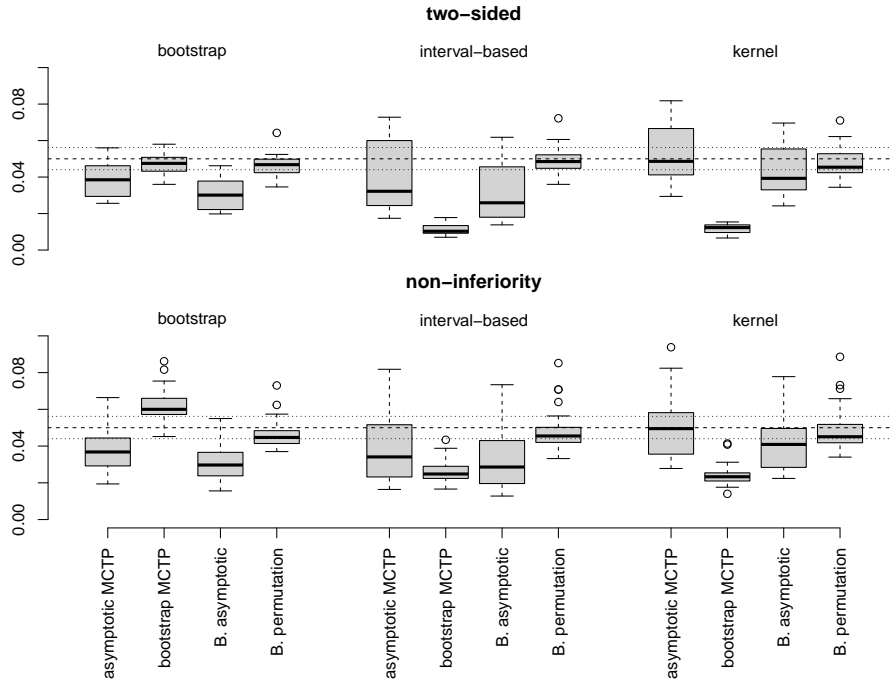 two−sided
bootstrap interval−based kernel
0.08
0.04
0.00
non−inferiority
bootstrap interval−based kernel
0.08
0.04
0.00
asymptotic MCTP
bootstrap MCTP
B. asymptotic
B. permutation
asymptotic MCTP
bootstrap MCTP
B. asymptotic
B. permutation
asymptotic MCTP
bootstrap MCTP
B. asymptotic
B. permutation